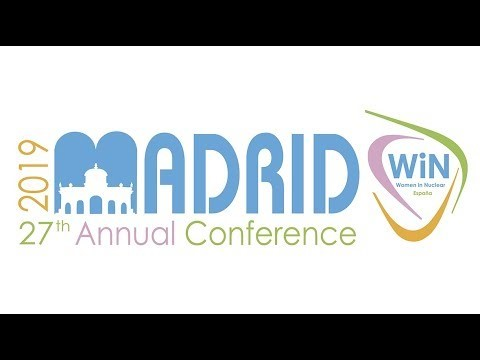 2019
MADRID
27th Annual Conference
WiN
Women in Nuclear
España